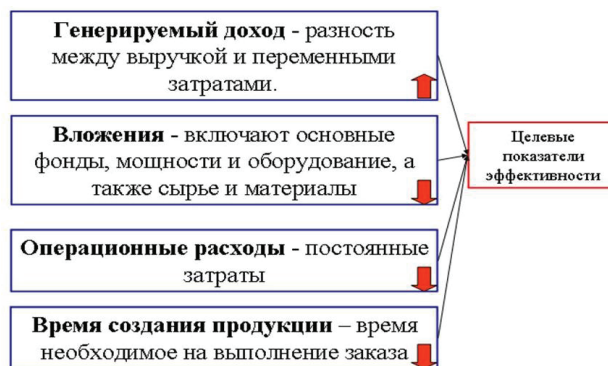 Генерируемый доход - разность
между выручкой и переменными
затратами.
Вложения - включают основные
фонды, мощности и оборудование, а
также сырье и материалы
Операционные расходы - постоянные
затраты
Время создания продукции – время
необходимое на выполнение заказа
Целевые
показатели
эффективности